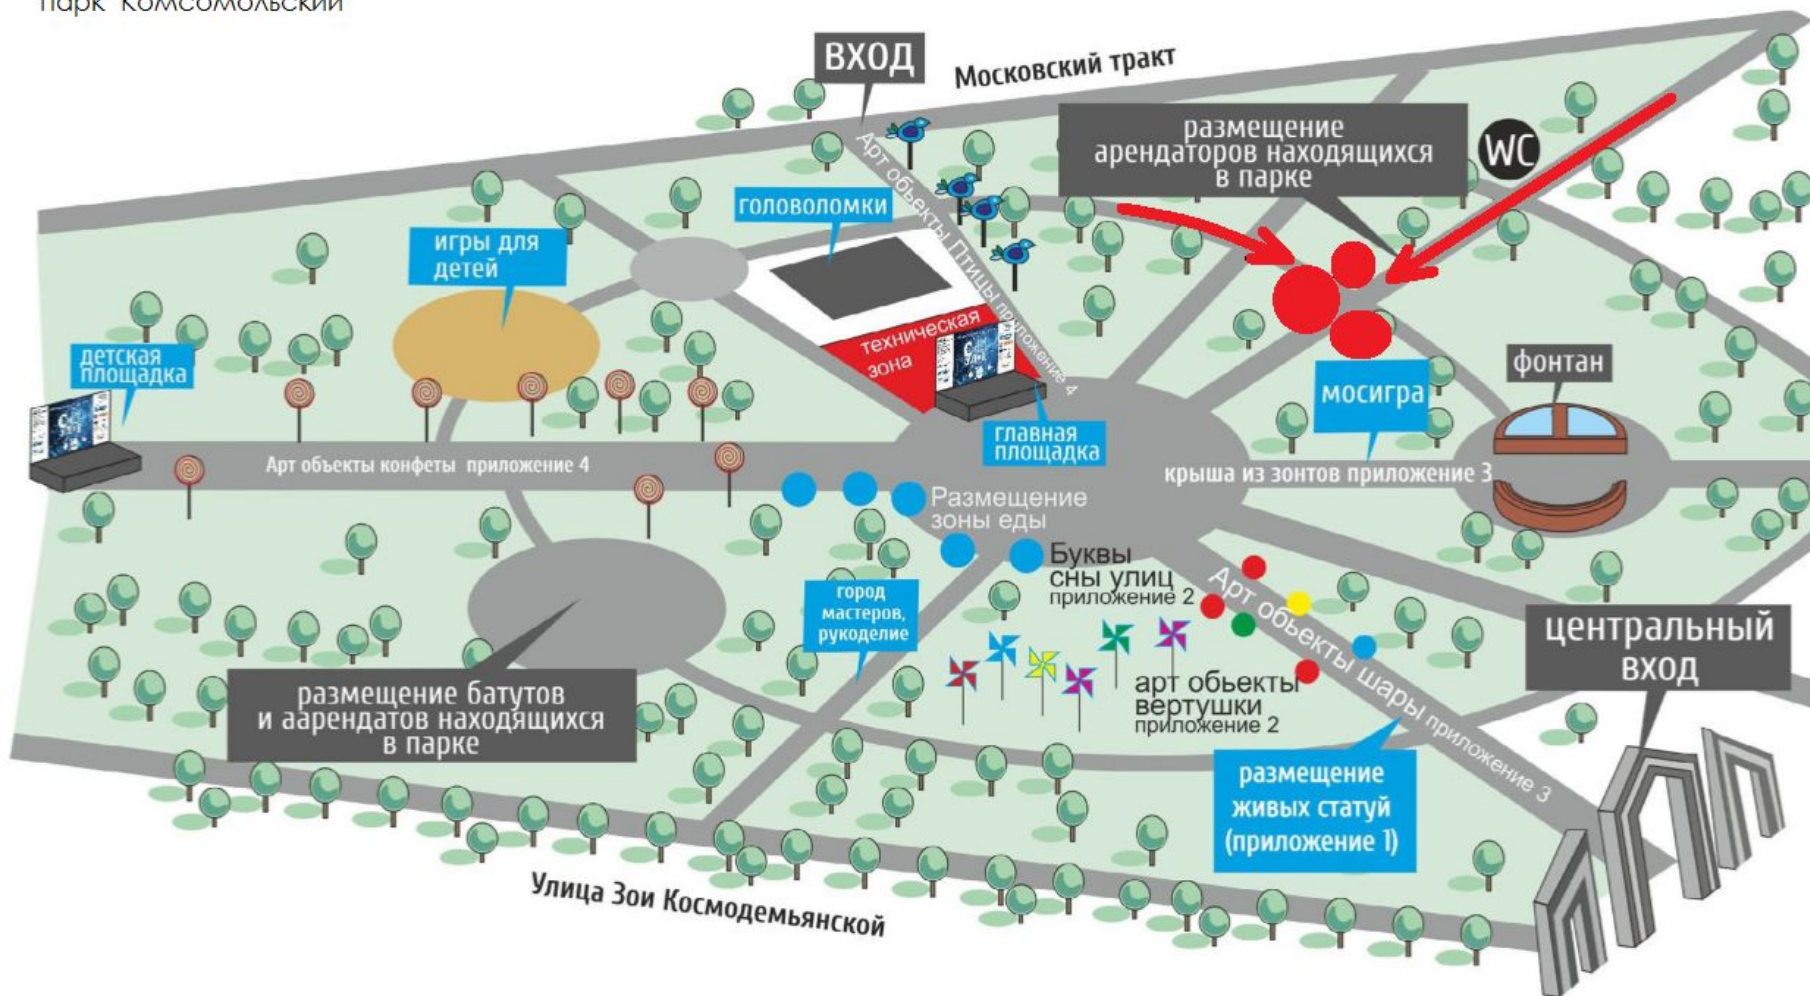 парк Комсомольский
ВХОД
Московский тракт
размещение
арендаторов находящихся
в парке
WC
Арт обьекты Птицы приложение 4
головоломки
игры для
детей
техническая
зона
детская
площадка
фонтан
мосигра
главная
площадка
Арт объекты конфеты приложение 4
крыша из зонтов приложение 3
Размещение
зоны еды
Буквы
сны улиц
приложение 2
город
мастеров,
рукоделие
Арт обьекты шары приложение 3
центральный
вход
арт обьекты
вертушки
приложение 2
размещение батутов
и аарендатов находящихся
в парке
размещение
живых статуй
(приложение 1)
Улица Зои Космодемьянской